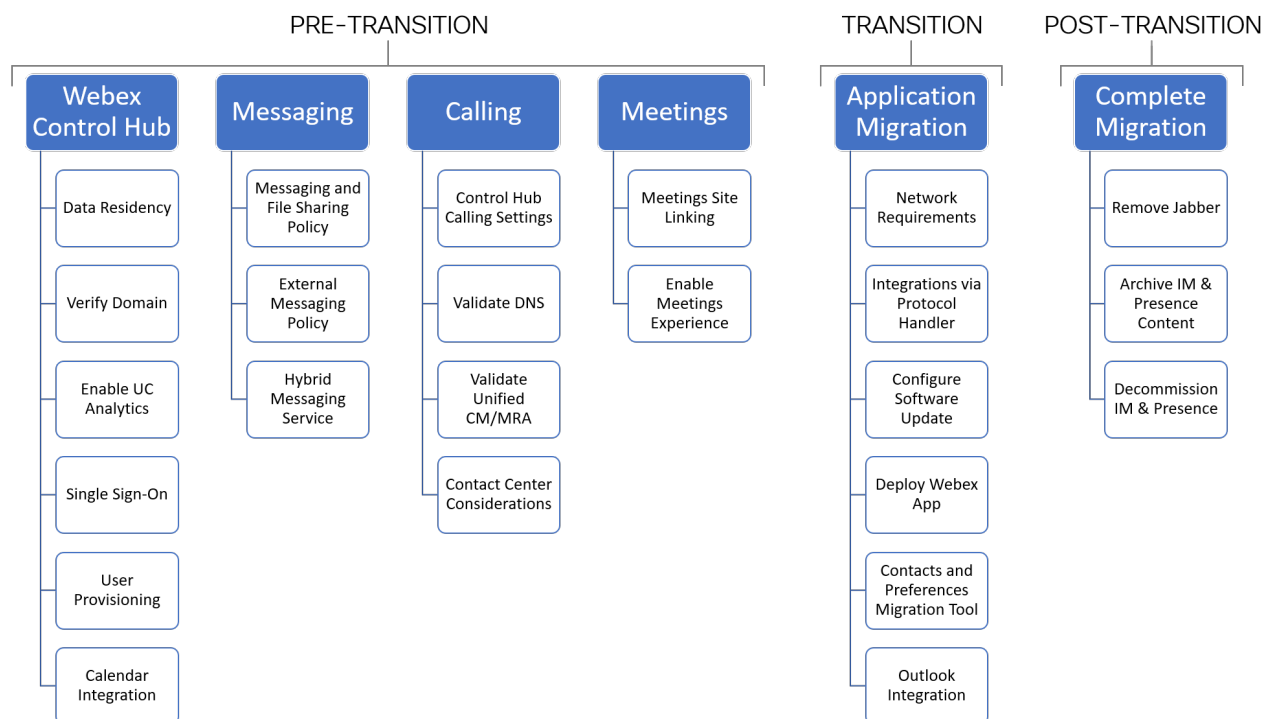 PRE-TRANSITION
TRANSITION
POST-TRANSITION
Webex
Control Hub
Data Residency
Verify Domain
Enable UC
Analytics
Single Sign-On
User
Provisioning
Calendar
Integration
Messaging
Messaging and
File Sharing
Policy
External
Messaging
Policy
Hybrid
Messaging
Service
Calling
Control Hub
Calling Settings
Validate DNS
Validate
Unified
CM/MRA
Contact Center
Considerations
Meetings
Meetings Site
Linking
Enable
Meetings
Experience
Application
Migration
Network
Requirements
Integrations via
Protocol
Handler
Configure
Software
Update
Deploy Webex
App
Contacts and
Preferences
Migration Tool
Outlook
Integration
Complete
Migration
Remove Jabber
Archive IM &
Presence
Content
Decommission
IM & Presence